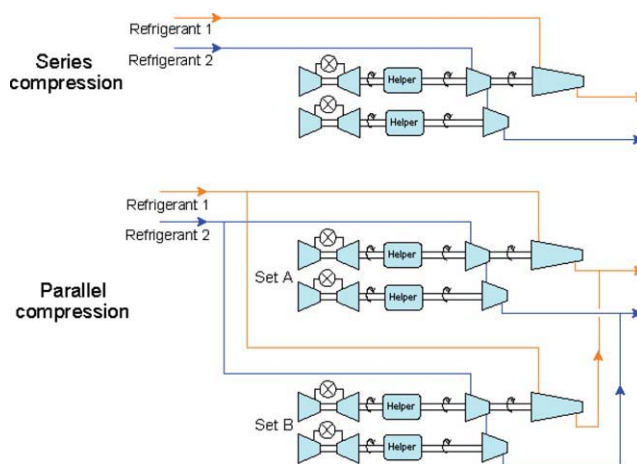 Refrigerant 1
Series
compression
Refrigerant 2
Helper
Helper
Refrigerant 1
Refrigerant 2
Parallel
compression
Set A
Helper
Helper
Set B
Helper
Helper